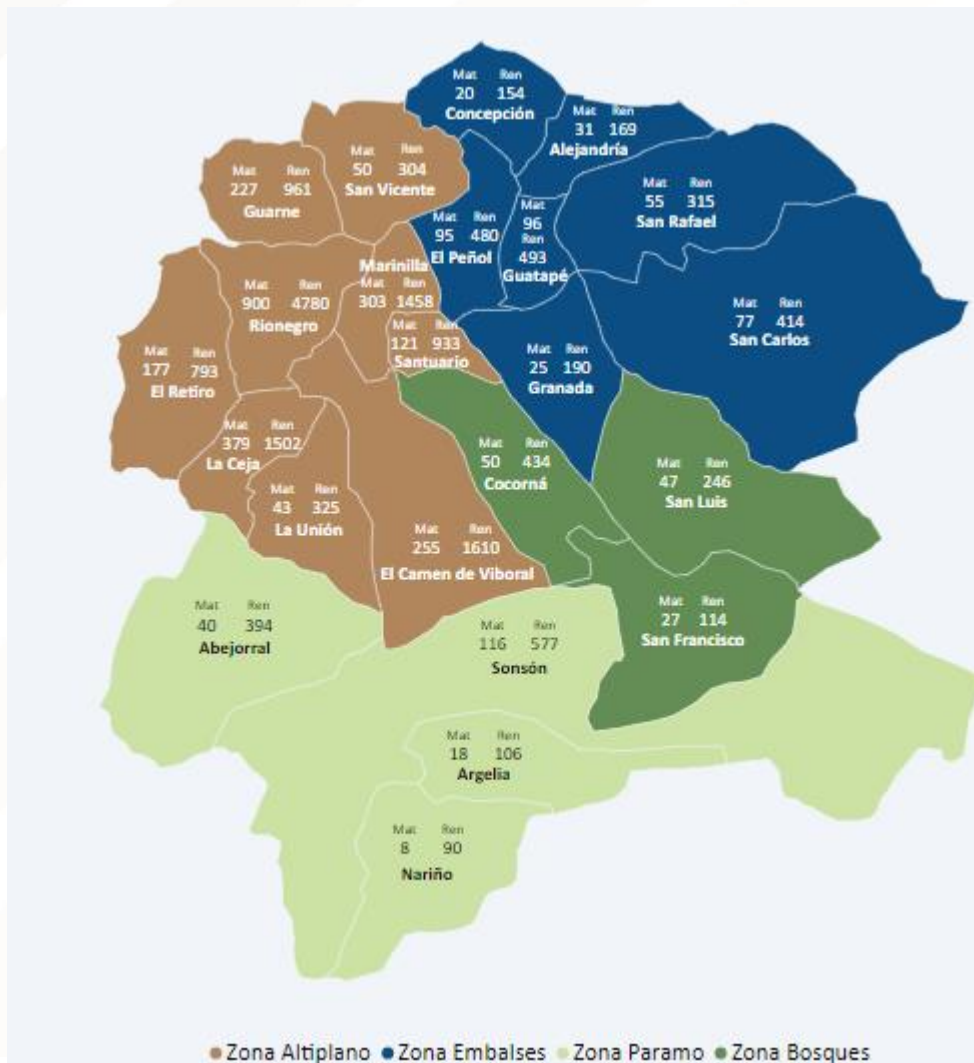 Mat Ren
20 154
Concepción
Mat Ren
31 169
Alejandría
Mat Ren
50 304
San Vicente
Mat Ren
227 961
Guarne
Mat Ren
55 315
San Rafael
Mat Ren
95 480
El Peñol
Mat
96
Ren
493
Guatapé
Marinilla
Mat Ren
303 1458
Mat Ren
900 4780
Rionegro
Mat Ren
77 414
San Carlos
Mat Ren
121 933
Santuario
Mat Ren
25 190
Granada
Mat Ren
177 793
El Retiro
Mat Ren
379 1502
La Ceja
Mat Ren
50 434
Cocorná
Mat Ren
47 246
San Luis
Mat Ren
43 325
La Unión
Mat Ren
255 1610
El Camen de Viboral
Mat Ren
27 114
San Francisco
Mat Ren
40 394
Abejorral
Mat Ren
116 577
Sonsón
Mat Ren
18 106
Argelia
Mat Ren
8 90
Nariño
Zona Altiplano Zona Embalses Zona Paramo Zona Bosques